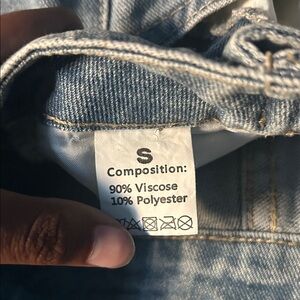 S
Composition:
90% Viscose
10% Polyester